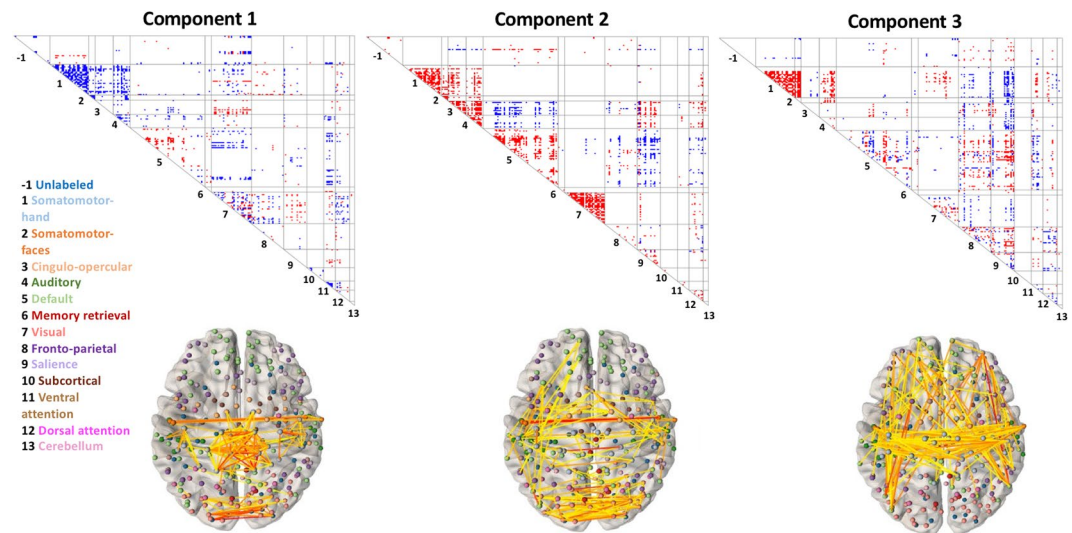 Component 1
Component 2
Component 3
-1
1
2
3
4
5
6
7
8
9
10
11
12
13
-1
1
2
3
4
5
6
7
8
9
10
11
12
13
-1
1
2
3
4
5
6
7
8
9
10
11
12
13
-1 Unlabeled
1 Somatomotor-
hand
2 Somatomotor-
faces
3 Cingulo-opercular
4 Auditory
5 Default
6 Memory retrieval
7 Visual
8 Fronto-parietal
9 Salience
10 Subcortical
11 Ventral
attention
12 Dorsal attention
13 Cerebellum